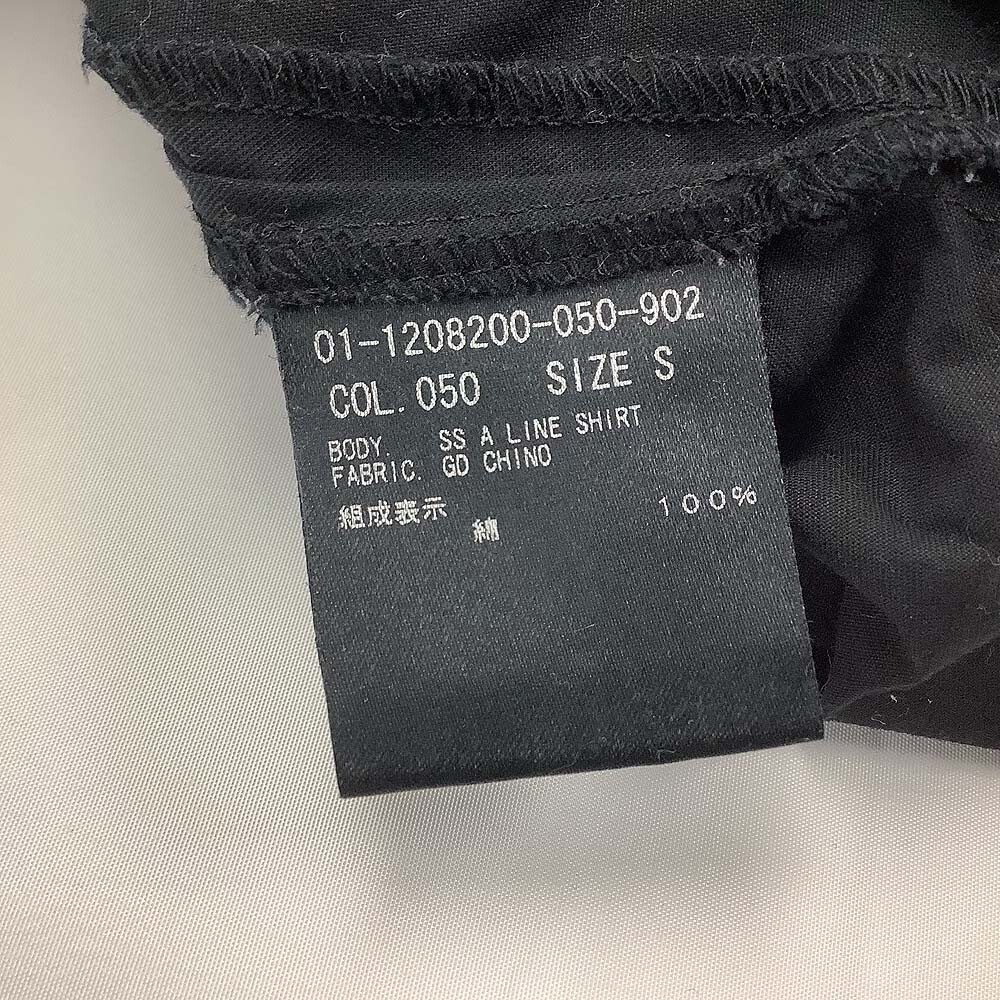 01-1208200-050-902
COL. 050 SIZE S
BODY. SS A LINE SHIRT
FABRIC. GD CHINO
組成表示
綿 100%